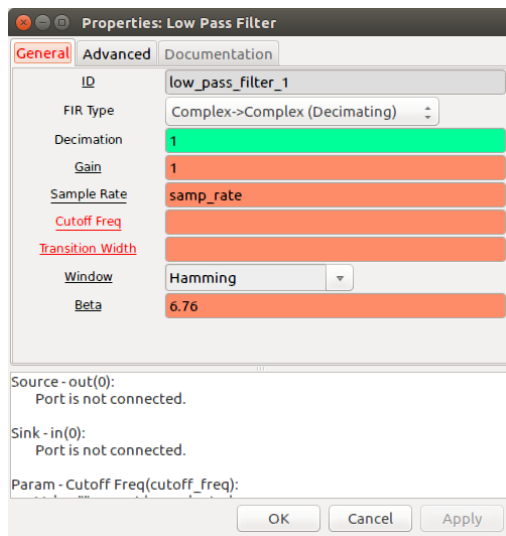 Properties: Low Pass Filter
General Advanced Documentation
ID low_pass_filter_1
FIR Type Complex->Complex (Decimating)
Decimation 1
Gain 1
Sample Rate samp_rate
Cutoff Freq
Transition Width
Window Hamming
Beta 6.76
Source - out(0):
Port is not connected.
Sink - in(0):
Port is not connected.
Param - Cutoff Freq(cutoff_freq):
OK Cancel Apply